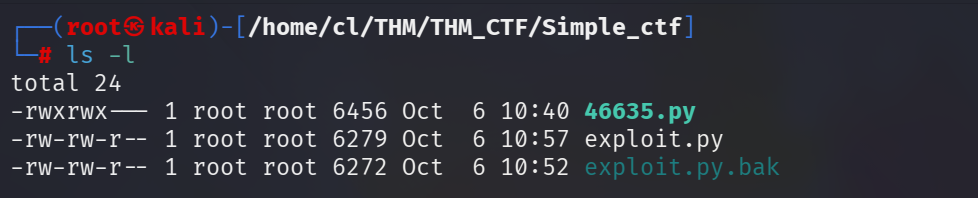 ┌──(root㉿kali)-[/home/cl/THM/THM_CTF/Simple_ctf]
└─# ls -l
total 24
-rwxrwx--- 1 root root 6456 Oct  6 10:40 46635.py
-rw-rw-r-- 1 root root 6279 Oct  6 10:57 exploit.py
-rw-rw-r-- 1 root root 6272 Oct  6 10:52 exploit.py.bak